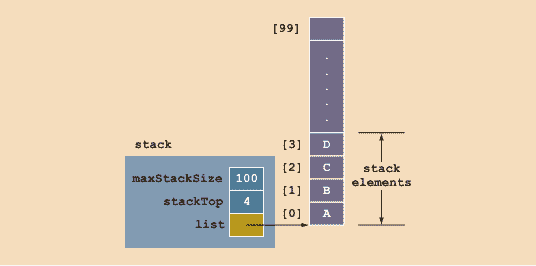 [99]
.
.
.
.
.
stack
[3] D
[2] C
[1] B
[0] A
maxStackSize 100
stackTop 4
list
stack
elements